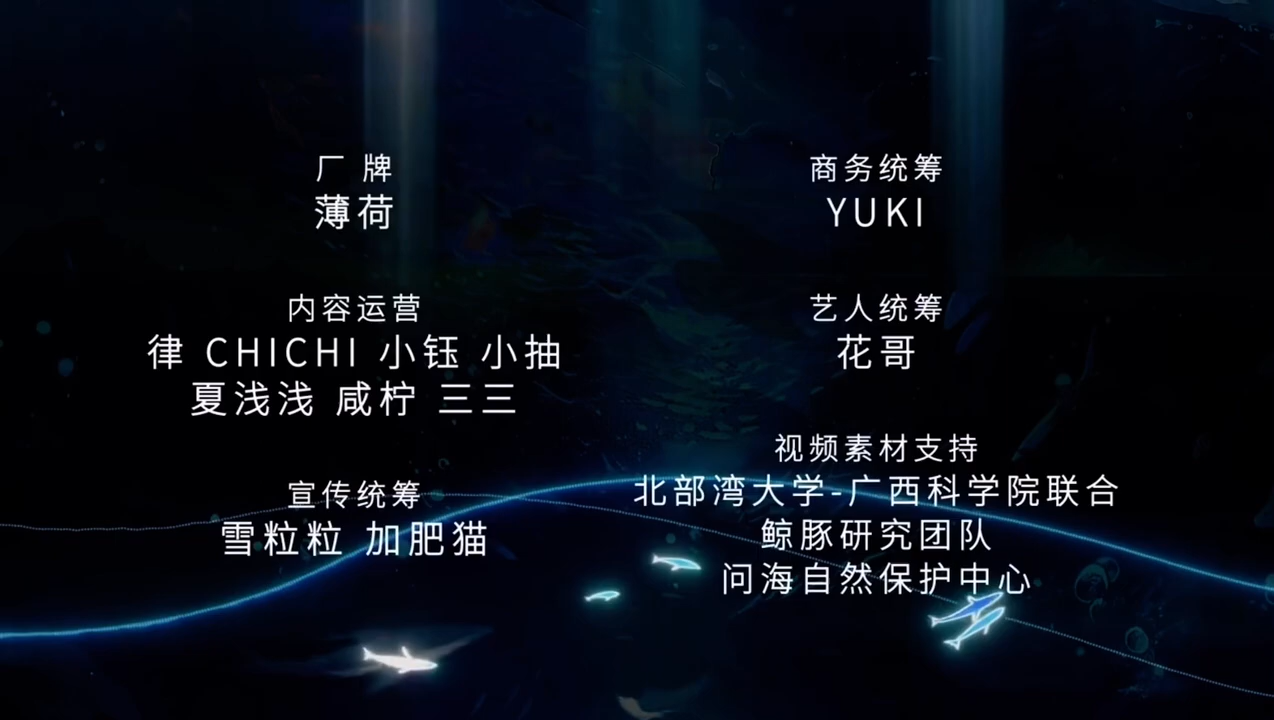 厂 牌
薄荷
内容运营
律 CHICHI 小钰 小抽
夏浅浅 咸柠 三三
宣传统筹
雪粒粒 加肥猫
商务统筹
YUKI
艺人统筹
花哥
视频素材支持
北部湾大学-广西科学院联合
鲸豚研究团队
问海自然保护中心